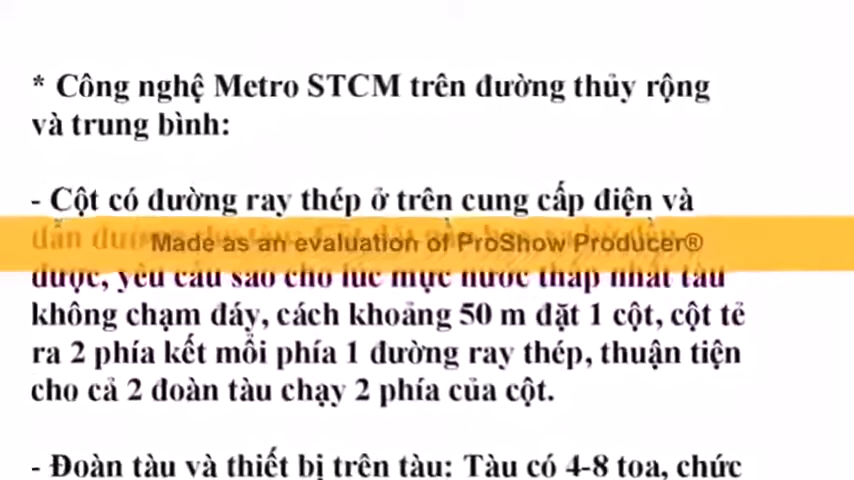 * Công nghệ Metro STCM trên đường thủy rộng
và trung bình:
- Cột có đường ray thép ở trên cung cấp điện và
Made as an evaluation of ProShow Producer®
được, yêu cầu sao cho lúc mực nước thấp nhất tàu
không chạm đáy, cách khoảng 50 m đặt 1 cột, cột tẻ
ra 2 phía kết mỗi phía 1 đường ray thép, thuận tiện
cho cả 2 đoàn tàu chạy 2 phía của cột.
- Đoàn tàu và thiết bị trên tàu: Tàu có 4-8 toa, chức